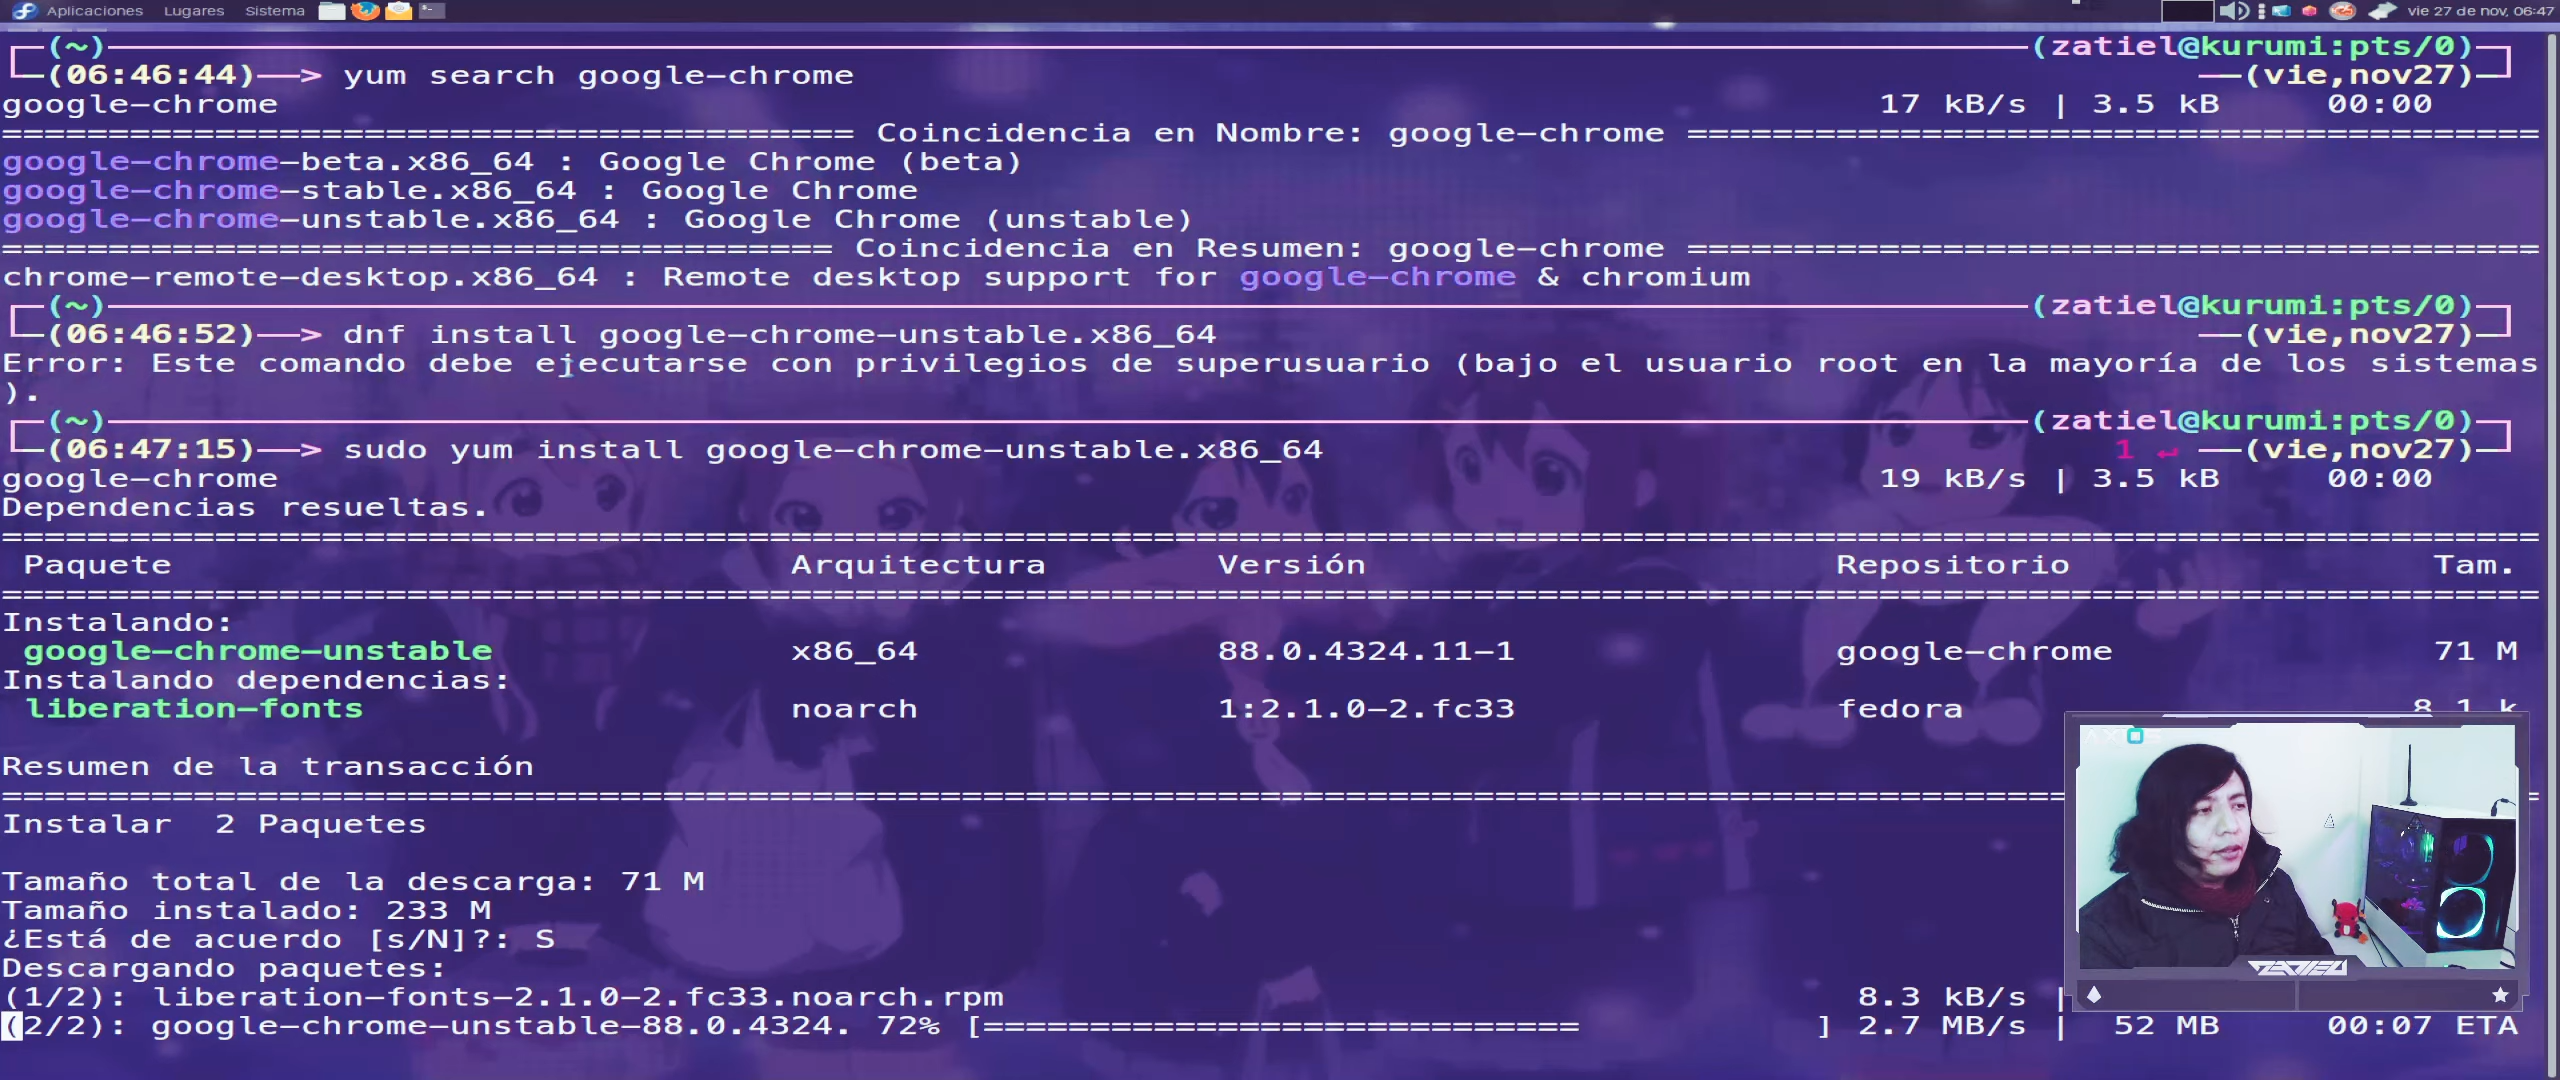 Aplicaciones Lugares Sistema vie 27 de nov, 06:47
(~) (zatiel@kurumi:pts/0)
(06:46:44)—> yum search google-chrome —(vie,nov27)—
google-chrome 17 kB/s | 3.5 kB 00:00
======================================== Coincidencia en Nombre: google-chrome ========================================
google-chrome-beta.x86_64 : Google Chrome (beta)
google-chrome-stable.x86_64 : Google Chrome
google-chrome-unstable.x86_64 : Google Chrome (unstable)
======================================= Coincidencia en Resumen: google-chrome ========================================
chrome-remote-desktop.x86_64 : Remote desktop support for google-chrome & chromium
(~) (zatiel@kurumi:pts/0)
(06:46:52)—> dnf install google-chrome-unstable.x86_64 —(vie,nov27)—
Error: Este comando debe ejecutarse con privilegios de superusuario (bajo el usuario root en la mayoría de los sistemas
).
(~) (zatiel@kurumi:pts/0)
(06:47:15)—> sudo yum install google-chrome-unstable.x86_64 1 ↵ —(vie,nov27)—
google-chrome 19 kB/s | 3.5 kB 00:00
Dependencias resueltas.
=======================================================================================================================
Paquete Arquitectura Versión Repositorio Tam.
=======================================================================================================================
Instalando:
google-chrome-unstable x86_64 88.0.4324.11-1 google-chrome 71 M
Instalando dependencias:
liberation-fonts noarch 1:2.1.0-2.fc33 fedora 8.1 k
Resumen de la transacción
=======================================================================================================================
Instalar 2 Paquetes
Tamaño total de la descarga: 71 M
Tamaño instalado: 233 M
¿Está de acuerdo [s/N]?: S
Descargando paquetes:
(1/2): liberation-fonts-2.1.0-2.fc33.noarch.rpm 8.3 kB/s |
(2/2): google-chrome-unstable-88.0.4324. 72% [============================ ] 2.7 MB/s | 52 MB 00:07 ETA
ZATIEL